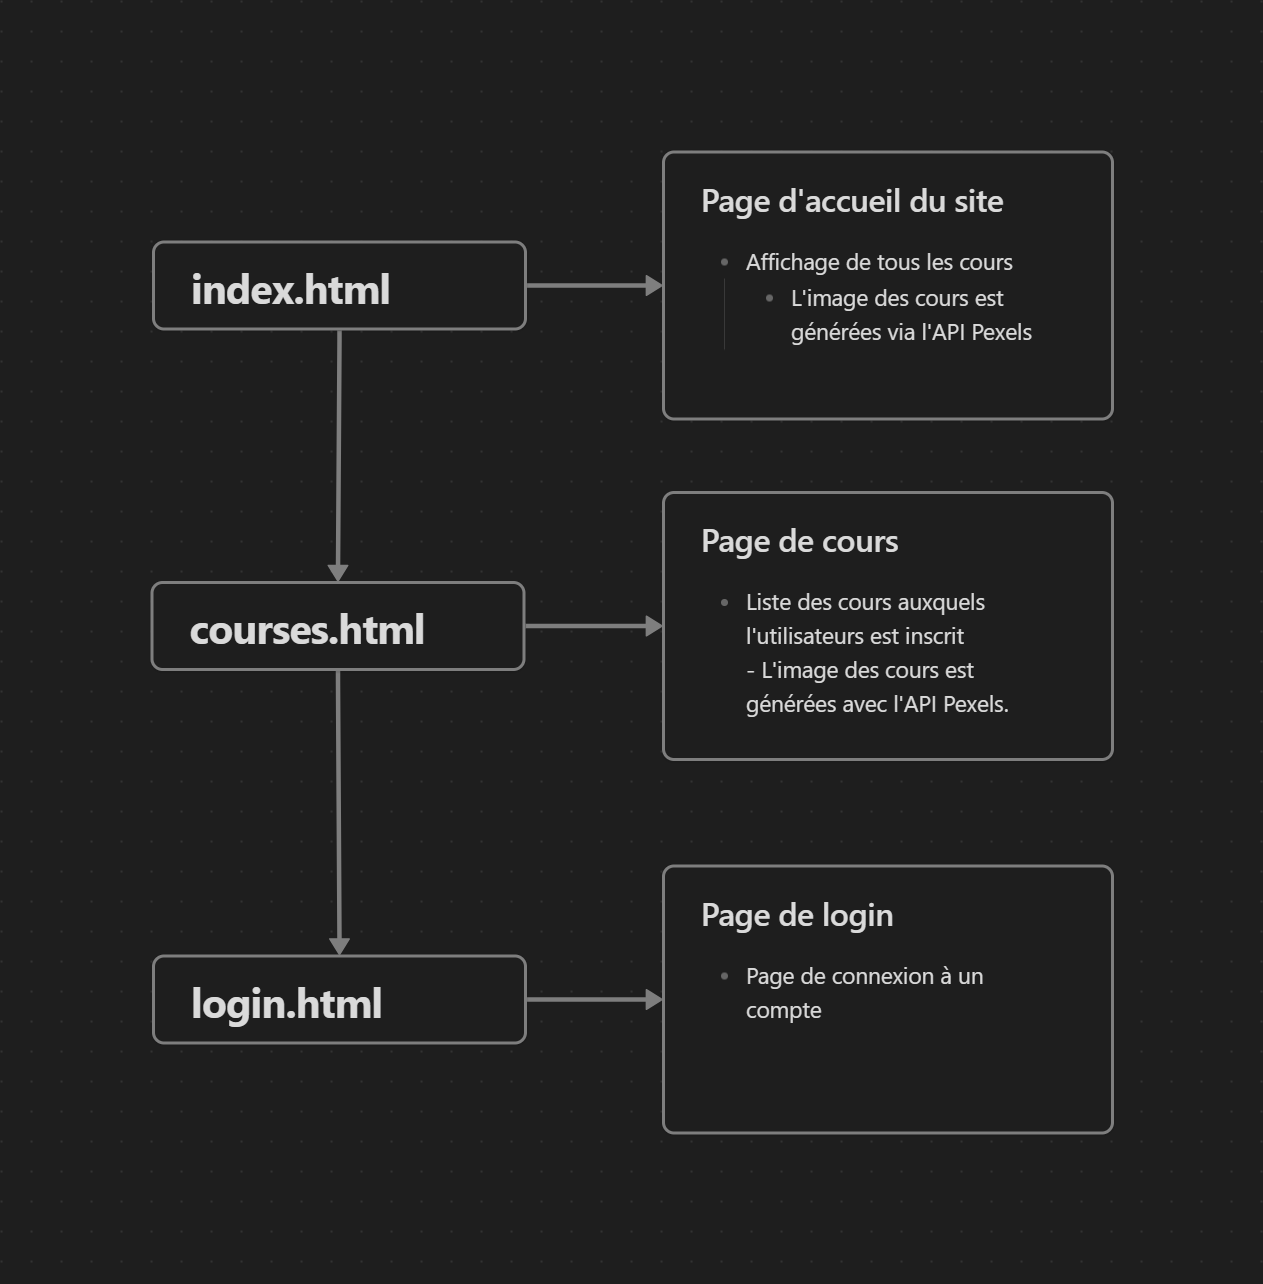 index.html
Page d'accueil du site
Affichage de tous les cours
L'image des cours est
générées via l'API Pexels
courses.html
Page de cours
Liste des cours auxquels
l'utilisateurs est inscrit
- L'image des cours est
générées avec l'API Pexels.
login.html
Page de login
Page de connexion à un
compte